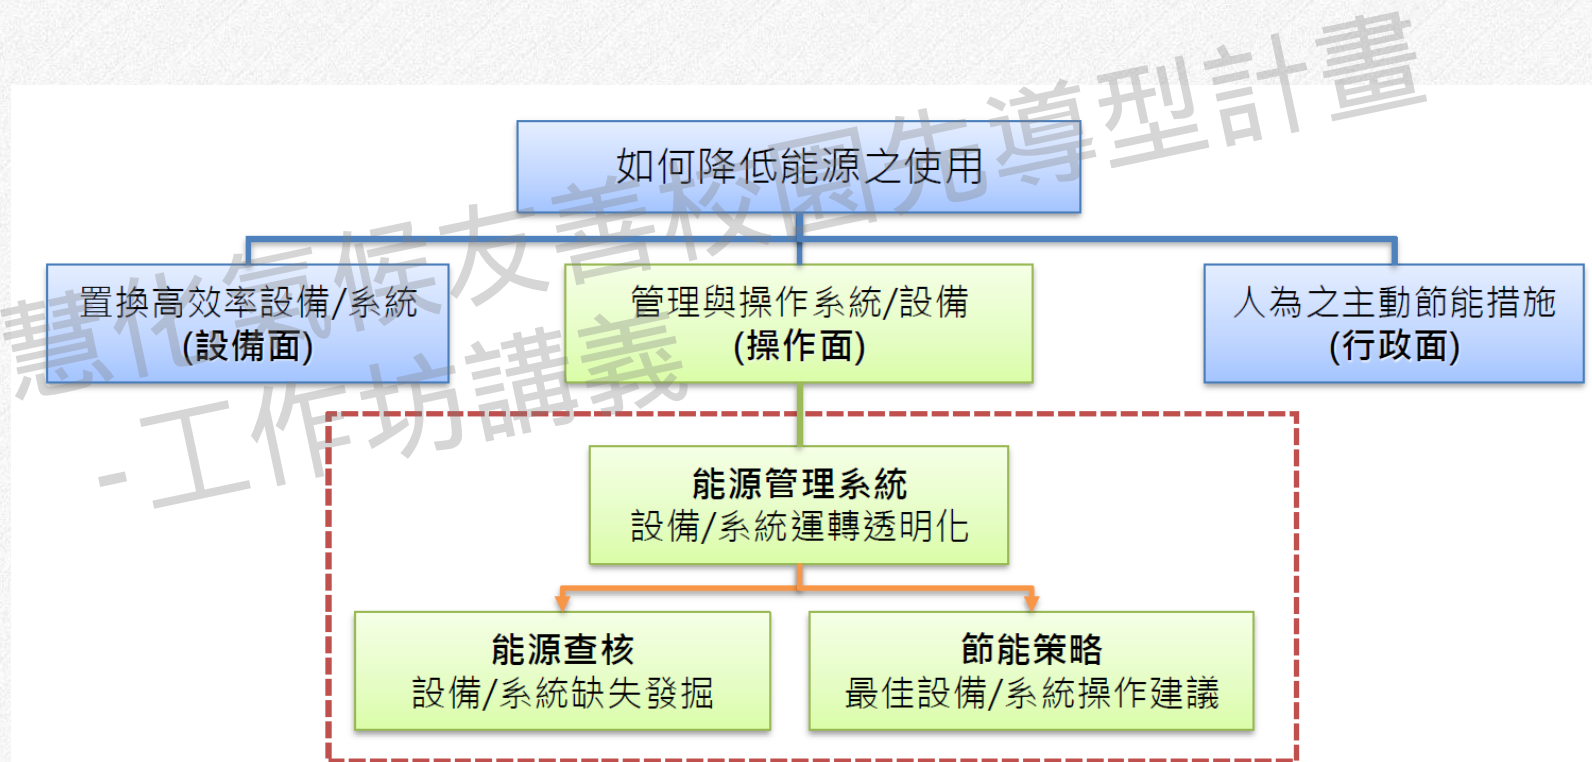 慧化氣候友善校園先導型計畫
-工作坊講義
如何降低能源之使用
置換高效率設備/系統
(設備面)
管理與操作系統/設備
(操作面)
人為之主動節能措施
(行政面)
能源管理系統
設備/系統運轉透明化
能源查核
設備/系統缺失發掘
節能策略
最佳設備/系統操作建議